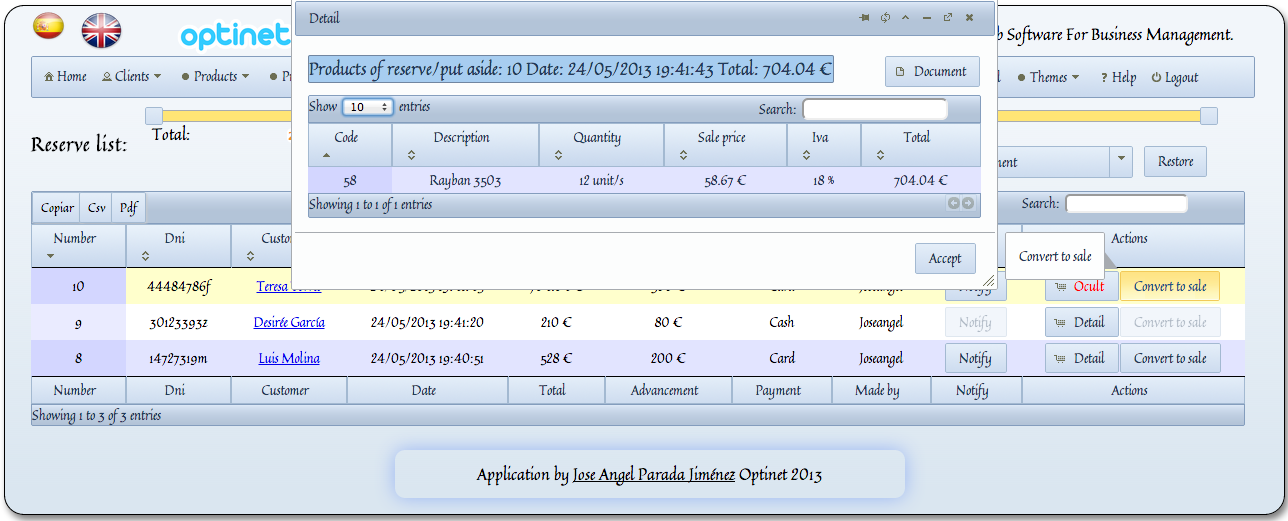 Detail
optinet
b Software For Business Management.
Home Clients Products
Themes Help Logout
Products of reserve/put aside: 10 Date: 24/05/2013 19:41:43 Total: 704.04 €
Document
Show 10 entries Search:
Code Description Quantity Sale price Iva Total
58 Rayban 3503 12 unit/s 58.67 € 18 % 704.04 €
Showing 1 to 1 of 1 entries
Accept
Total:
Reserve list:
Restore
Copiar Csv Pdf Search:
Number Dni Actions
Convert to sale
10 44484786f Teresa Card Joseangel Notify Ocult Convert to sale
9 30123393z Desirée García 24/05/2013 19:41:20 210 € 80 € Cash Joseangel Notify Detail Convert to sale
8 14727319m Luis Molina 24/05/2013 19:40:51 528 € 200 € Card Joseangel Notify Detail Convert to sale
Number Dni Customer Date Total Advancement Payment Made by Notify Actions
Showing 1 to 3 of 3 entries
Application by Jose Angel Parada Jiménez Optinet 2013